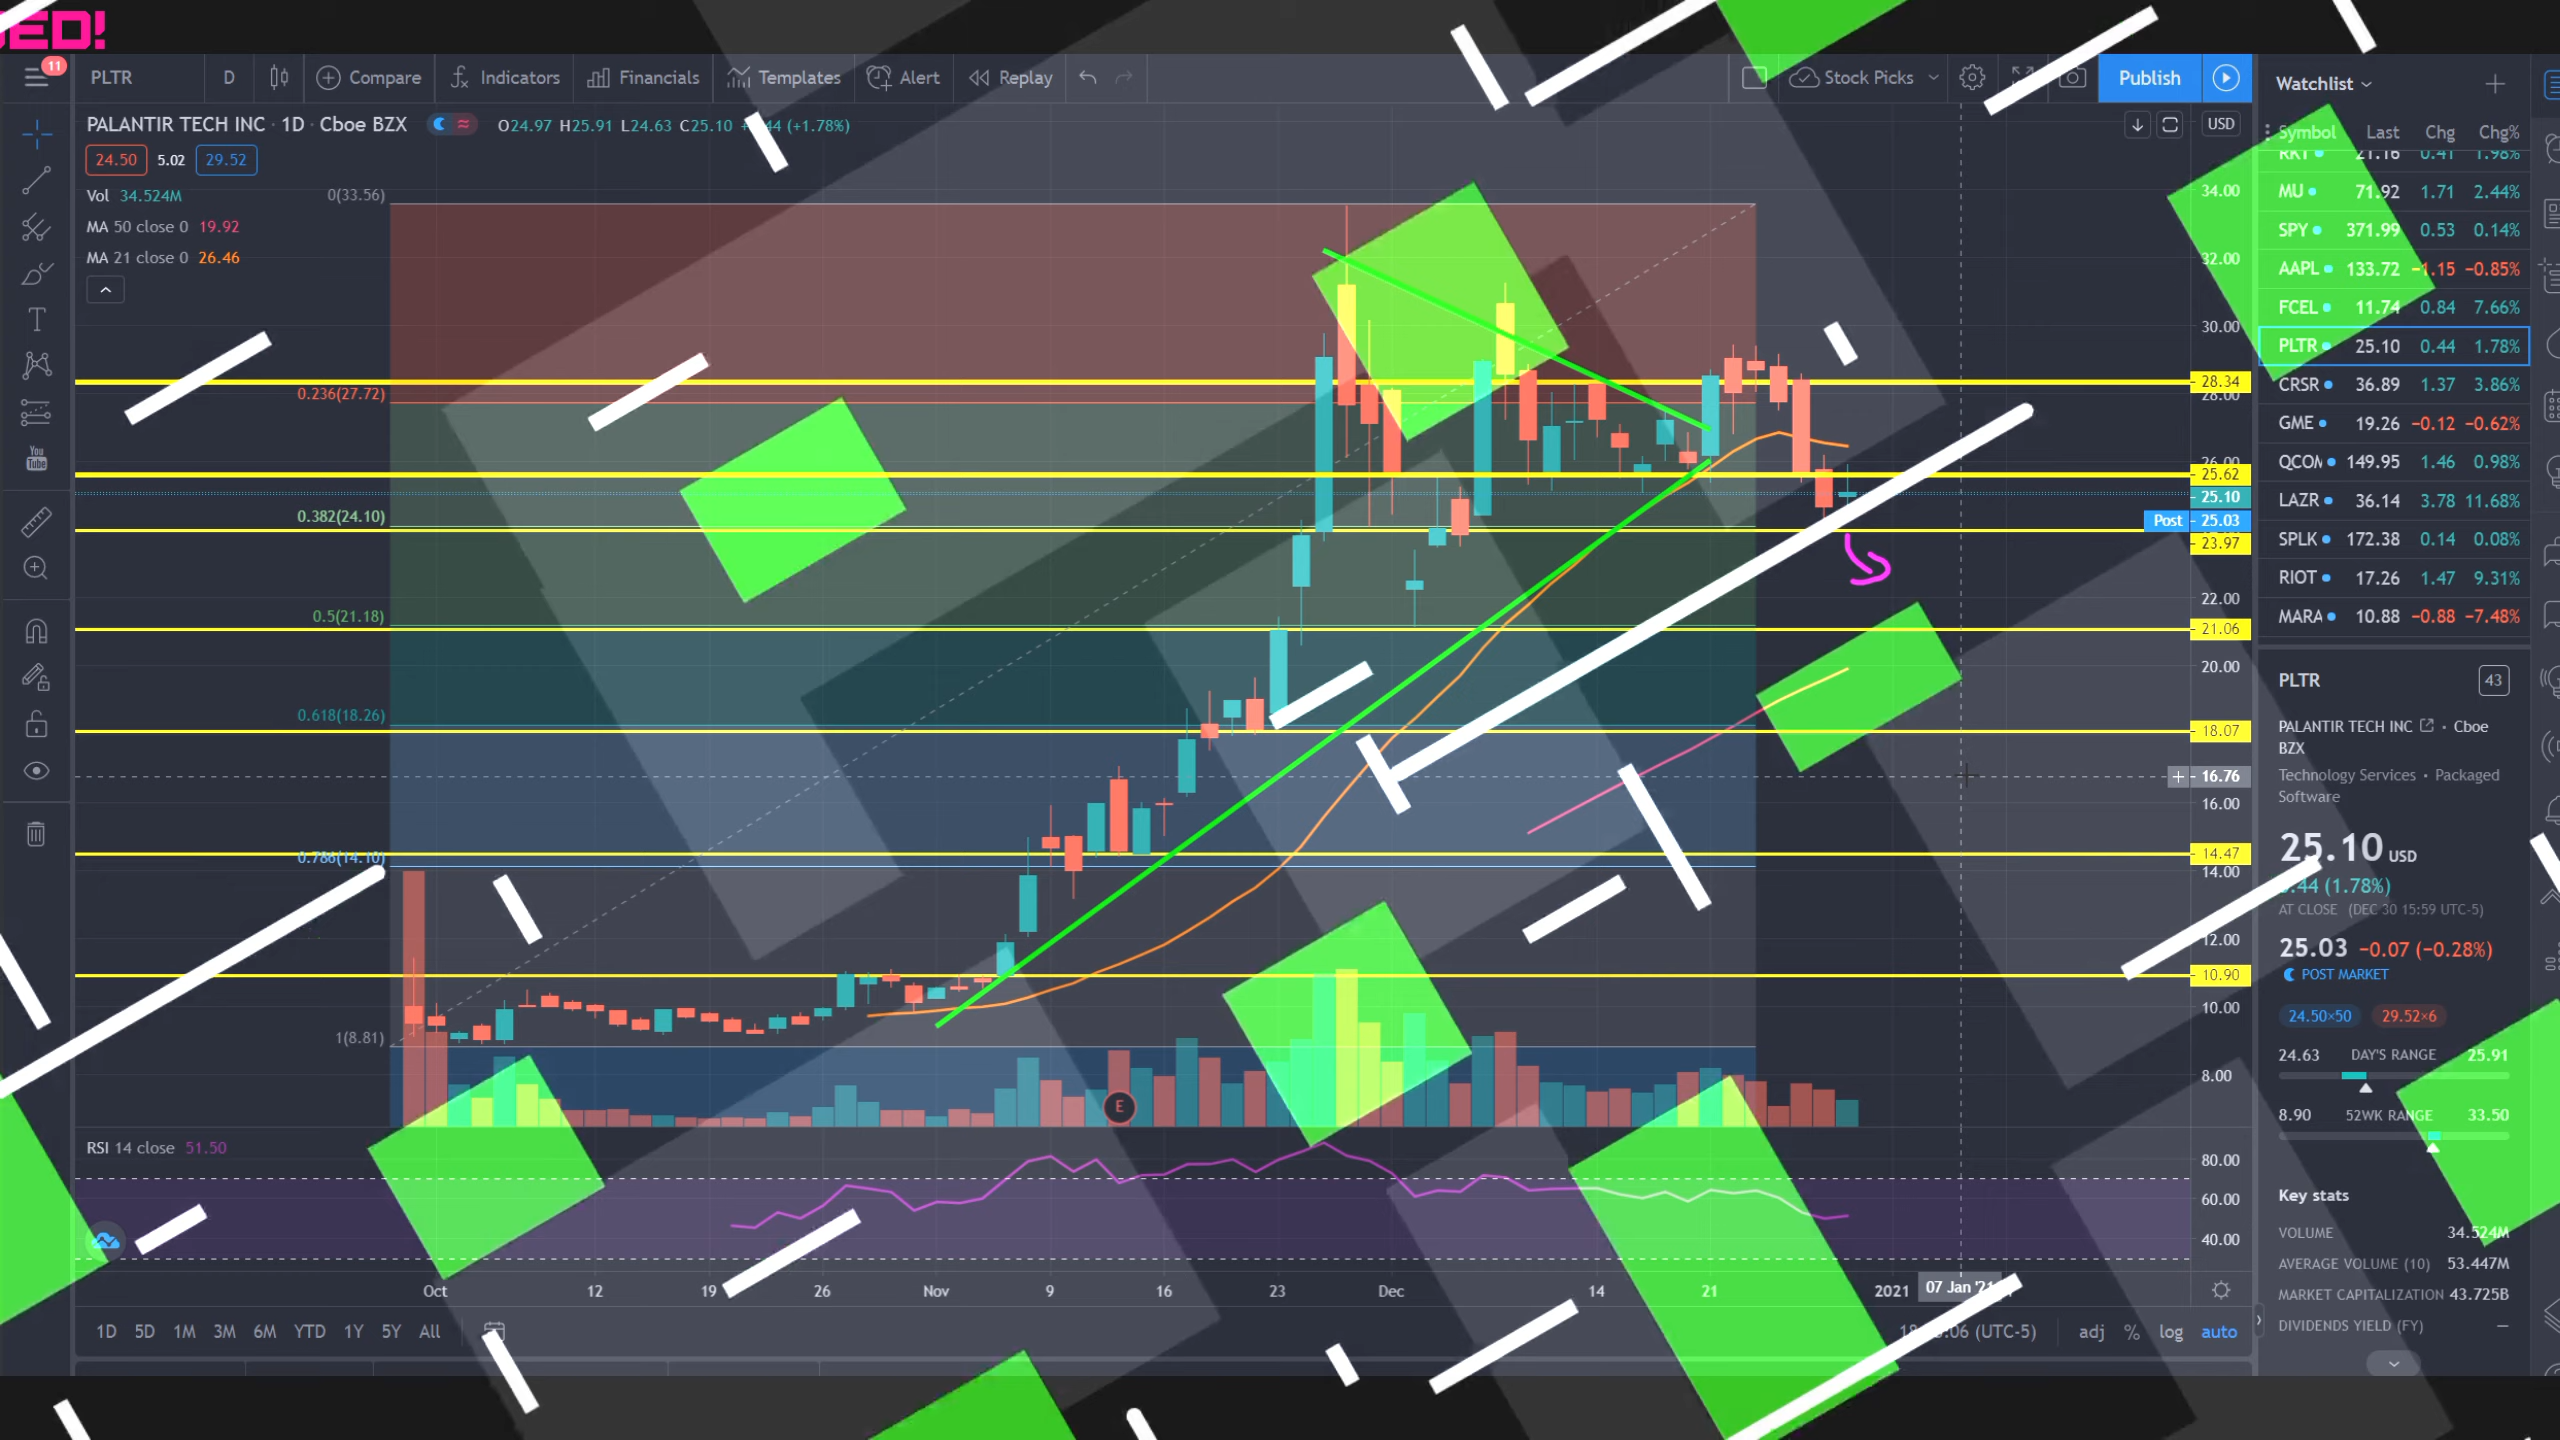 ED!
11
PLTR D Compare Indicators Financials Templates Alert Replay Stock Picks Publish
PALANTIR TECH INC · 1D · Cboe BZX O24.97 H25.91 L24.63 C25.10 (+1.78%) USD
24.50 5.02 29.52
Vol 34.524M
MA 50 close 0 19.92
MA 21 close 0 26.46
0(33.56)
0.236(27.72)
0.382(24.10)
0.5(21.18)
0.618(18.26)
0.786(14.10)
1(8.81)
34.00
32.00
30.00
28.34
28.00
26.00
25.62
25.10
Post 25.03
23.97
22.00
21.06
20.00
18.07
+ 16.76
16.00
14.47
14.00
12.00
10.90
10.00
8.00
E
You
Tube
RSI 14 close 51.50
80.00
60.00
40.00
Oct 12 19 26 Nov 9 16 23 Dec 14 21 2021 07 Jan '21
1D 5D 1M 3M 6M YTD 1Y 5Y All (UTC-5) adj % log auto
Watchlist
Symbol Last Chg Chg%
RKT 21.16 0.41 1.98%
MU 71.92 1.71 2.44%
SPY 371.99 0.53 0.14%
AAPL 133.72 −1.15 −0.85%
FCEL 11.74 0.84 7.66%
PLTR 25.10 0.44 1.78%
CRSR 36.89 1.37 3.86%
GME 19.26 −0.12 −0.62%
QCOM 149.95 1.46 0.98%
LAZR 36.14 3.78 11.68%
SPLK 172.38 0.14 0.08%
RIOT 17.26 1.47 9.31%
MARA 10.88 −0.88 −7.48%
PLTR 43
PALANTIR TECH INC · Cboe
BZX
Technology Services · Packaged
Software
25.10 USD
0.44 (1.78%)
AT CLOSE (DEC 30 15:59 UTC-5)
25.03 −0.07 (−0.28%)
POST MARKET
24.50×50 29.52×6
24.63 DAY'S RANGE 25.91
8.90 52WK RANGE 33.50
Key stats
VOLUME 34.524M
AVERAGE VOLUME (10) 53.447M
MARKET CAPITALIZATION 43.725B
DIVIDENDS YIELD (FY) —